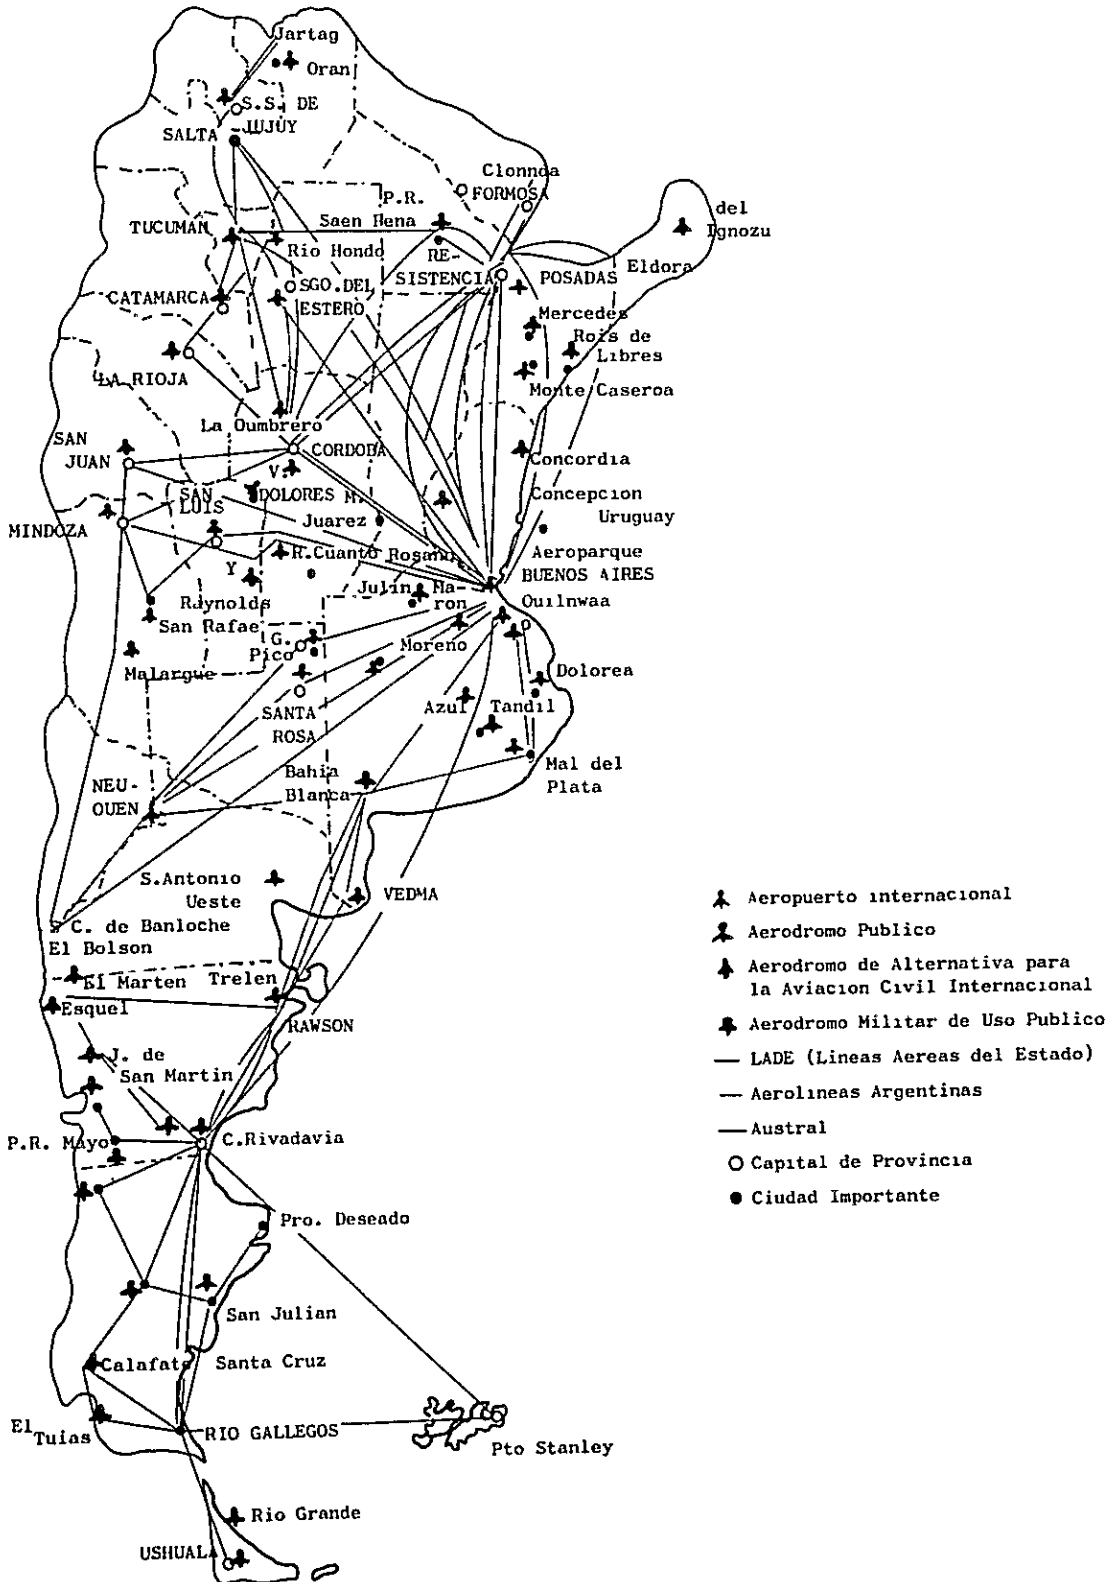 Jartag
Oran
S.S. DE
JUJUY
SALTA
Clonnda
FORMOSA
P.R.
Saen Hena
del
Ignozu
TUCUMAN
Rio Hondo
RE-
SISTENCIA
POSADAS
Eldora
CATAMARCA
SGO.DEL
ESTERO
Mercedes
Rois de
Libres
LA RIOJA
Monte Caseroa
La Oumbrero
SAN
JUAN
CORDOBA
Concordia
V.
DOLORES M.
Juarez
SAN
LUIS
Concepcion
Uruguay
MINDOZA
R.Cuanto
Aeroparque
BUENOS AIRES
Y
Raynolds
San Rafae
Julin
Ma-
ron
Ouilnwaa
G.
Pico
Moreno
Malargue
Dolorea
SANTA
ROSA
Azul
Tandil
Bahia
Blanca
Mal del
Plata
NEU-
OUEN
S.Antonio
Ueste
VEDMA
C. de Banloche
El Bolson
El Marten
Trelen
Esquel
RAWSON
J. de
San Martin
P.R. Mayo
C.Rivadavia
Pro. Deseado
San Julian
Calafat
Santa Cruz
El
Tuias
RIO GALLEGOS
Pto Stanley
Rio Grande
USHUALA
Aeropuerto internacional
Aerodromo Publico
Aerodromo de Alternativa para
la Aviacion Civil Internacional
Aerodromo Militar de Uso Publico
LADE (Lineas Aereas del Estado)
Aerolineas Argentinas
Austral
Capital de Provincia
Ciudad Importante